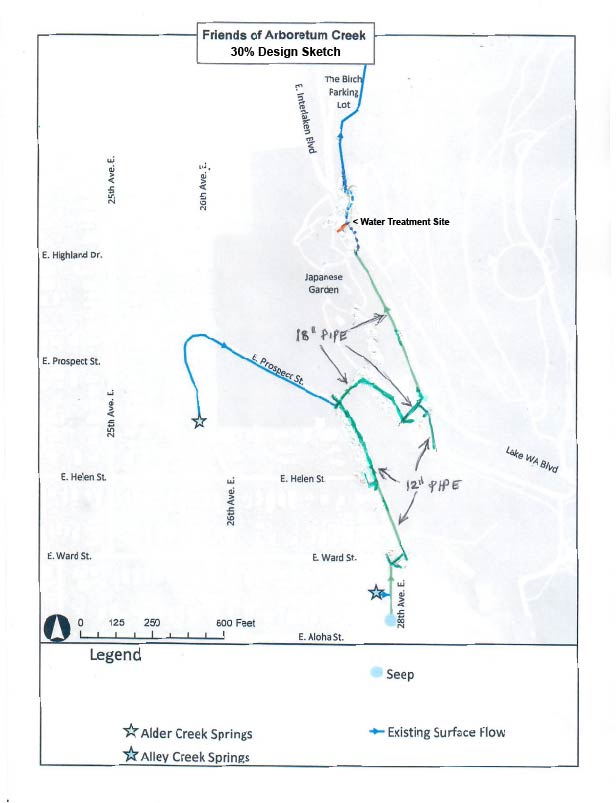 Friends of Arboretum Creek
30% Design Sketch
The Birch
Parking
Lot
E. Interlaken Blvd
25th Ave. E.
26th Ave. E.
< Water Treatment Site
E. Highland Dr.
Japanese
Garden
18" PIPE
E. Prospect St.
E. Prospect St.
25th Ave. E.
Lake WA Blvd
E. He'en St.
26th Ave. E.
E. Helen St
12" PIPE
E. Ward St.
E. Ward St.
28th Ave. E.
0 125 250 600 Feet
E. Aloha St.
Legend
Seep
Alder Creek Springs
Existing Surface Flow
Alley Creek Springs